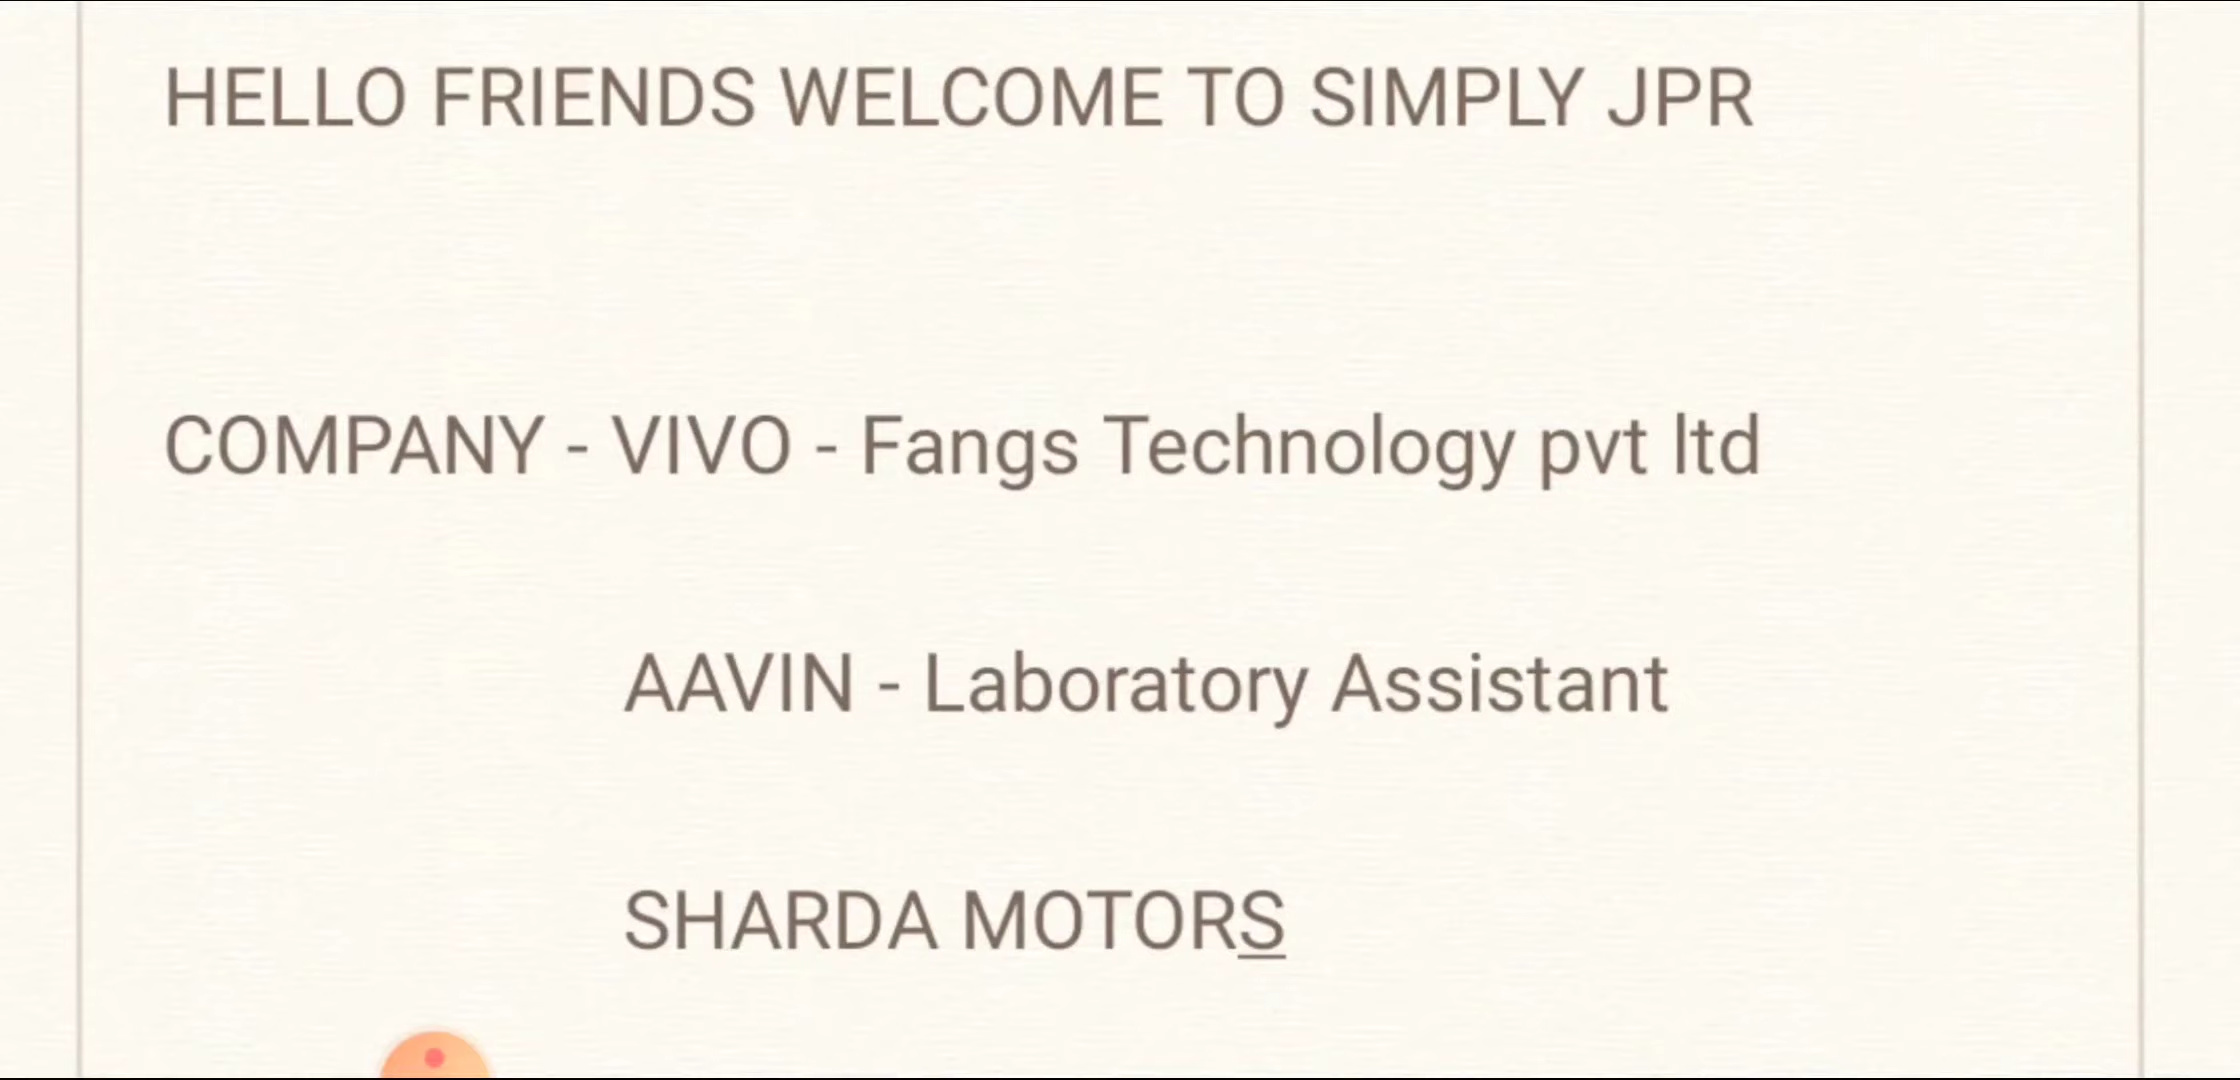 HELLO FRIENDS WELCOME TO SIMPLY JPR
COMPANY - VIVO - Fangs Technology pvt ltd
AAVIN - Laboratory Assistant
SHARDA MOTORS